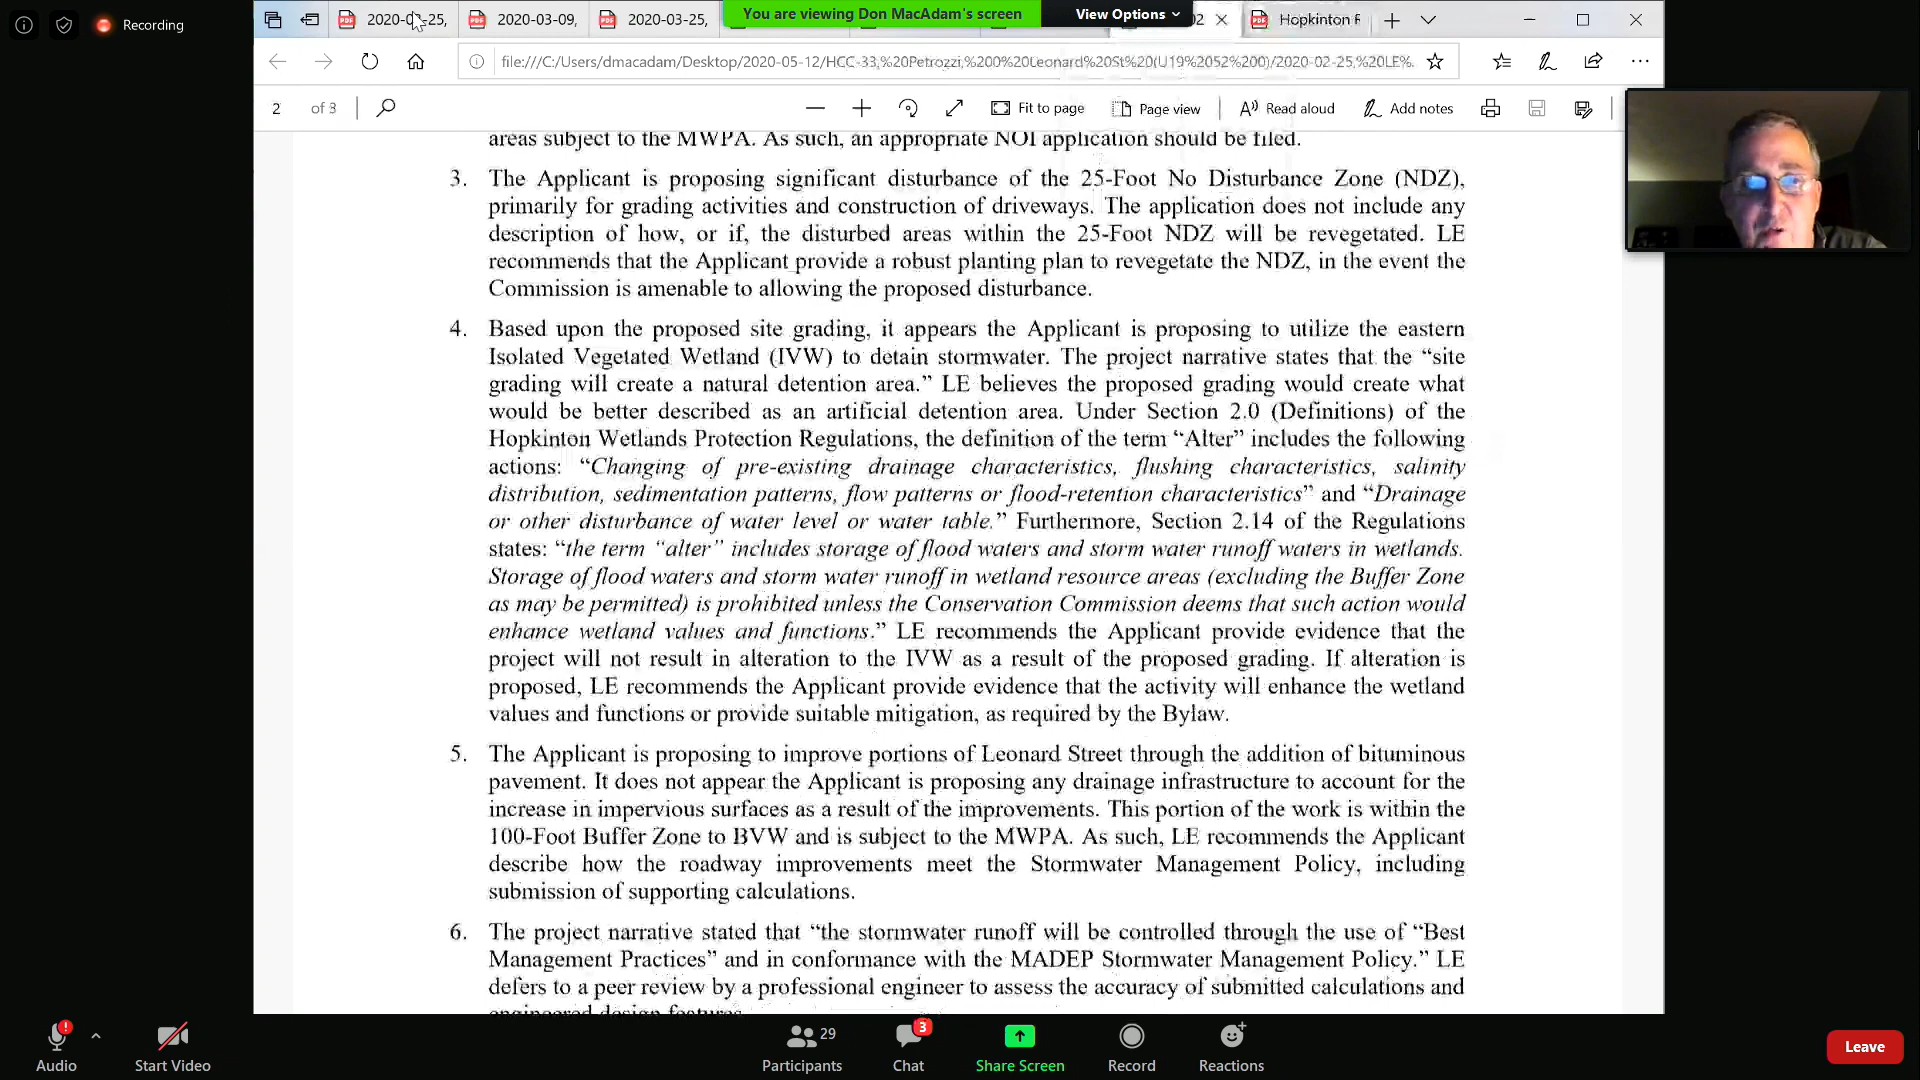 Recording
2020-0 -25,
2020-03-09,
2020-03-25,
You are viewing Don MacAdam's screen
View Options
02
Hopkinton F
file:///C:/Users/dmacadam/Desktop/2020-05-12/HCC-33,%20Petrozzi,%200%20Leonard%20St%20(U19%2052%200)/2020-02-25,%20LE%
2 of 3
Fit to page
Page view
Read aloud
Add notes
areas subject to the MWPA. As such, an appropriate NOI application should be filed.
3. The Applicant is proposing significant disturbance of the 25-Foot No Disturbance Zone (NDZ),
primarily for grading activities and construction of driveways. The application does not include any
description of how, or if, the disturbed areas within the 25-Foot NDZ will be revegetated. LE
recommends that the Applicant provide a robust planting plan to revegetate the NDZ, in the event the
Commission is amenable to allowing the proposed disturbance.
4. Based upon the proposed site grading, it appears the Applicant is proposing to utilize the eastern
Isolated Vegetated Wetland (IVW) to detain stormwater. The project narrative states that the “site
grading will create a natural detention area.” LE believes the proposed grading would create what
would be better described as an artificial detention area. Under Section 2.0 (Definitions) of the
Hopkinton Wetlands Protection Regulations, the definition of the term “Alter” includes the following
actions: “Changing of pre-existing drainage characteristics, flushing characteristics, salinity
distribution, sedimentation patterns, flow patterns or flood-retention characteristics” and “Drainage
or other disturbance of water level or water table.” Furthermore, Section 2.14 of the Regulations
states: “the term “alter” includes storage of flood waters and storm water runoff waters in wetlands.
Storage of flood waters and storm water runoff in wetland resource areas (excluding the Buffer Zone
as may be permitted) is prohibited unless the Conservation Commission deems that such action would
enhance wetland values and functions.” LE recommends the Applicant provide evidence that the
project will not result in alteration to the IVW as a result of the proposed grading. If alteration is
proposed, LE recommends the Applicant provide evidence that the activity will enhance the wetland
values and functions or provide suitable mitigation, as required by the Bylaw.
5. The Applicant is proposing to improve portions of Leonard Street through the addition of bituminous
pavement. It does not appear the Applicant is proposing any drainage infrastructure to account for the
increase in impervious surfaces as a result of the improvements. This portion of the work is within the
100-Foot Buffer Zone to BVW and is subject to the MWPA. As such, LE recommends the Applicant
describe how the roadway improvements meet the Stormwater Management Policy, including
submission of supporting calculations.
6. The project narrative stated that “the stormwater runoff will be controlled through the use of “Best
Management Practices” and in conformance with the MADEP Stormwater Management Policy.” LE
defers to a peer review by a professional engineer to assess the accuracy of submitted calculations and
engineered design features.
Audio
Start Video
29
Participants
3
Chat
Share Screen
Record
Reactions
Leave